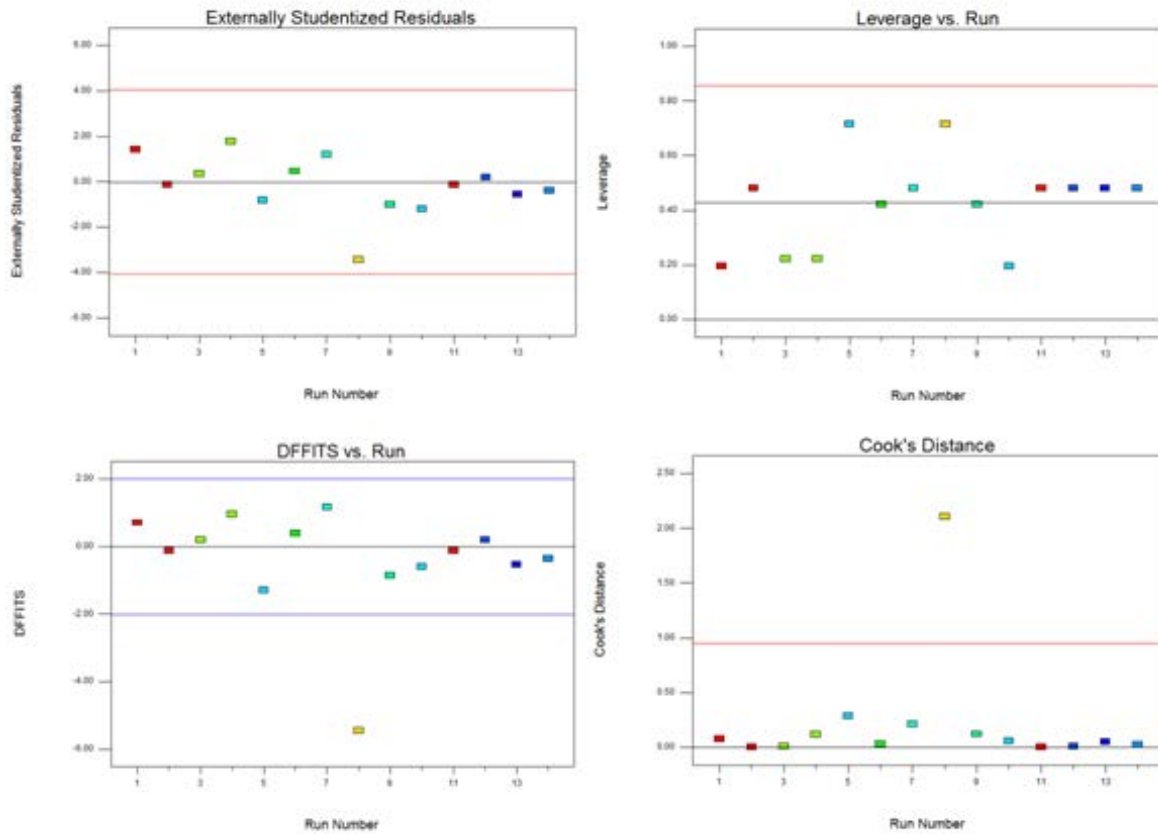 Externally Studentized Residuals
6.00
4.00
2.00
0.00
-2.00
-4.00
-6.00
Externally Studentized Residuals
1 3 5 7 9 11 13
Run Number
Leverage vs. Run
1.00
0.80
0.60
0.40
0.20
0.00
Leverage
1 3 5 7 9 11 13
Run Number
DFFITS vs. Run
2.00
0.00
-2.00
-4.00
-6.00
DFFITS
1 3 5 7 9 11 13
Run Number
Cook's Distance
2.50
2.00
1.50
1.00
0.50
0.00
Cook's Distance
1 3 5 7 9 11 13
Run Number